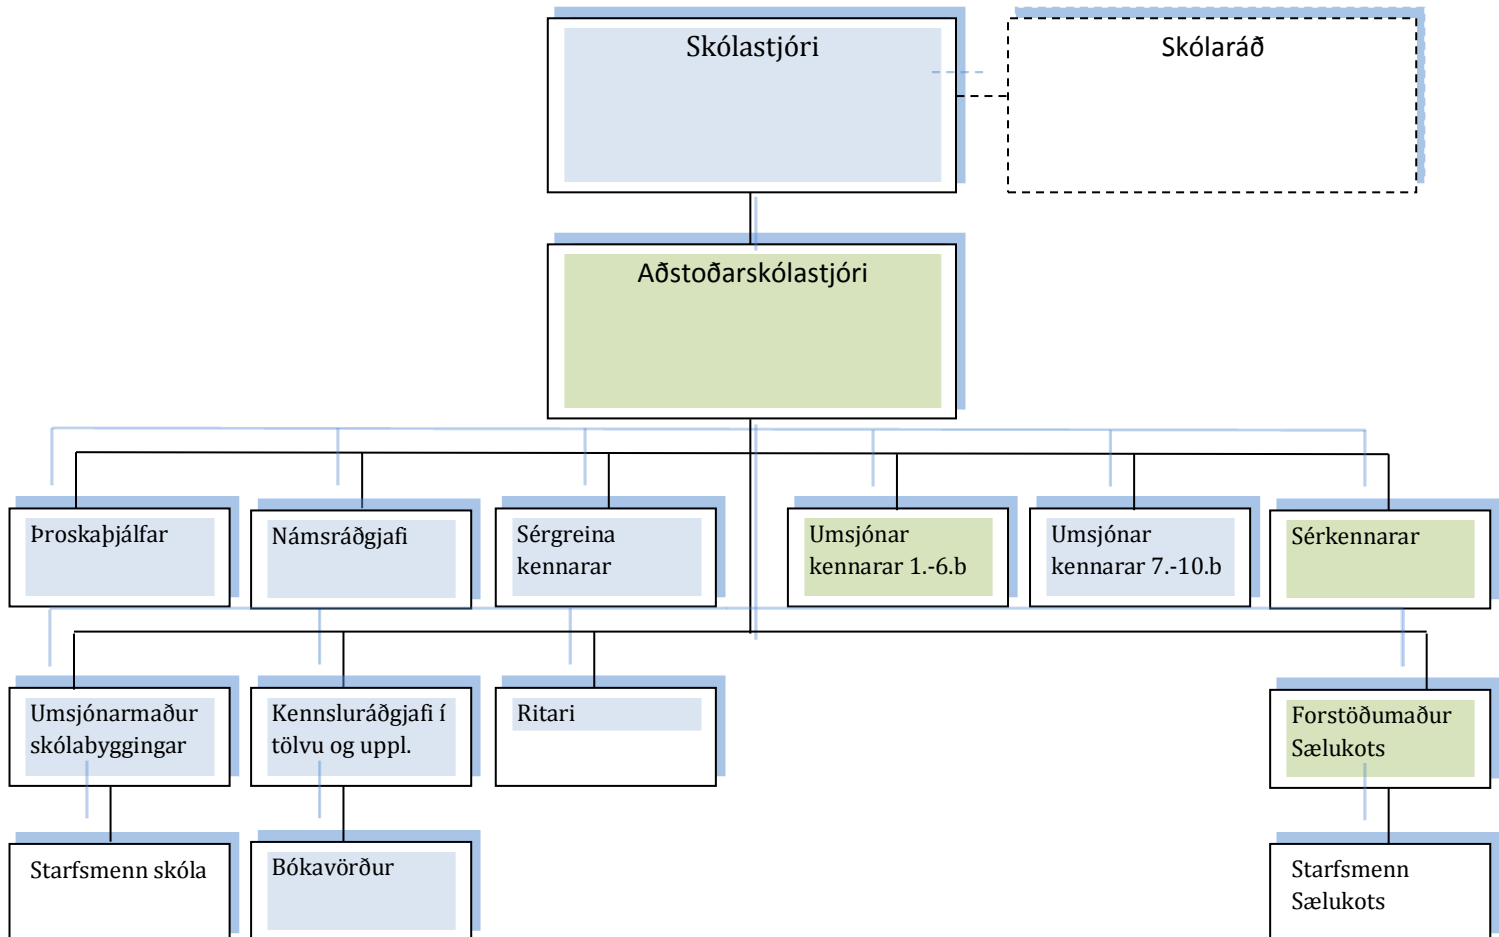 Skólastjóri
Skólaráð
Aðstoðarskólastjóri
Þroskaþjálfar
Námsráðgjafi
Sérgreina
kennarar
Umsjónar
kennarar 1.-6.b
Umsjónar
kennarar 7.-10.b
Sérkennarar
Umsjónarmaður
skólabyggingar
Kennsluráðgjafi í
tölvu og uppl.
Ritari
Forstöðumaður
Sælukots
Starfsmenn skóla
Bókavörður
Starfsmenn
Sælukots